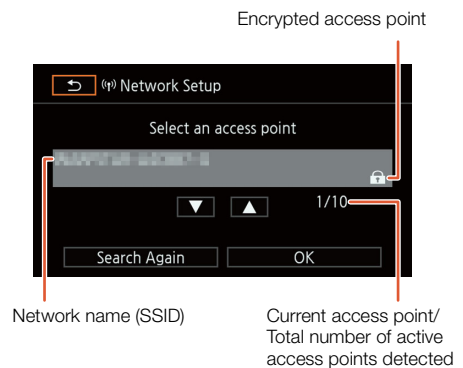 Encrypted access point
Network Setup
Select an access point
1/10
Search Again OK
Network name (SSID)
Current access point/
Total number of active
access points detected